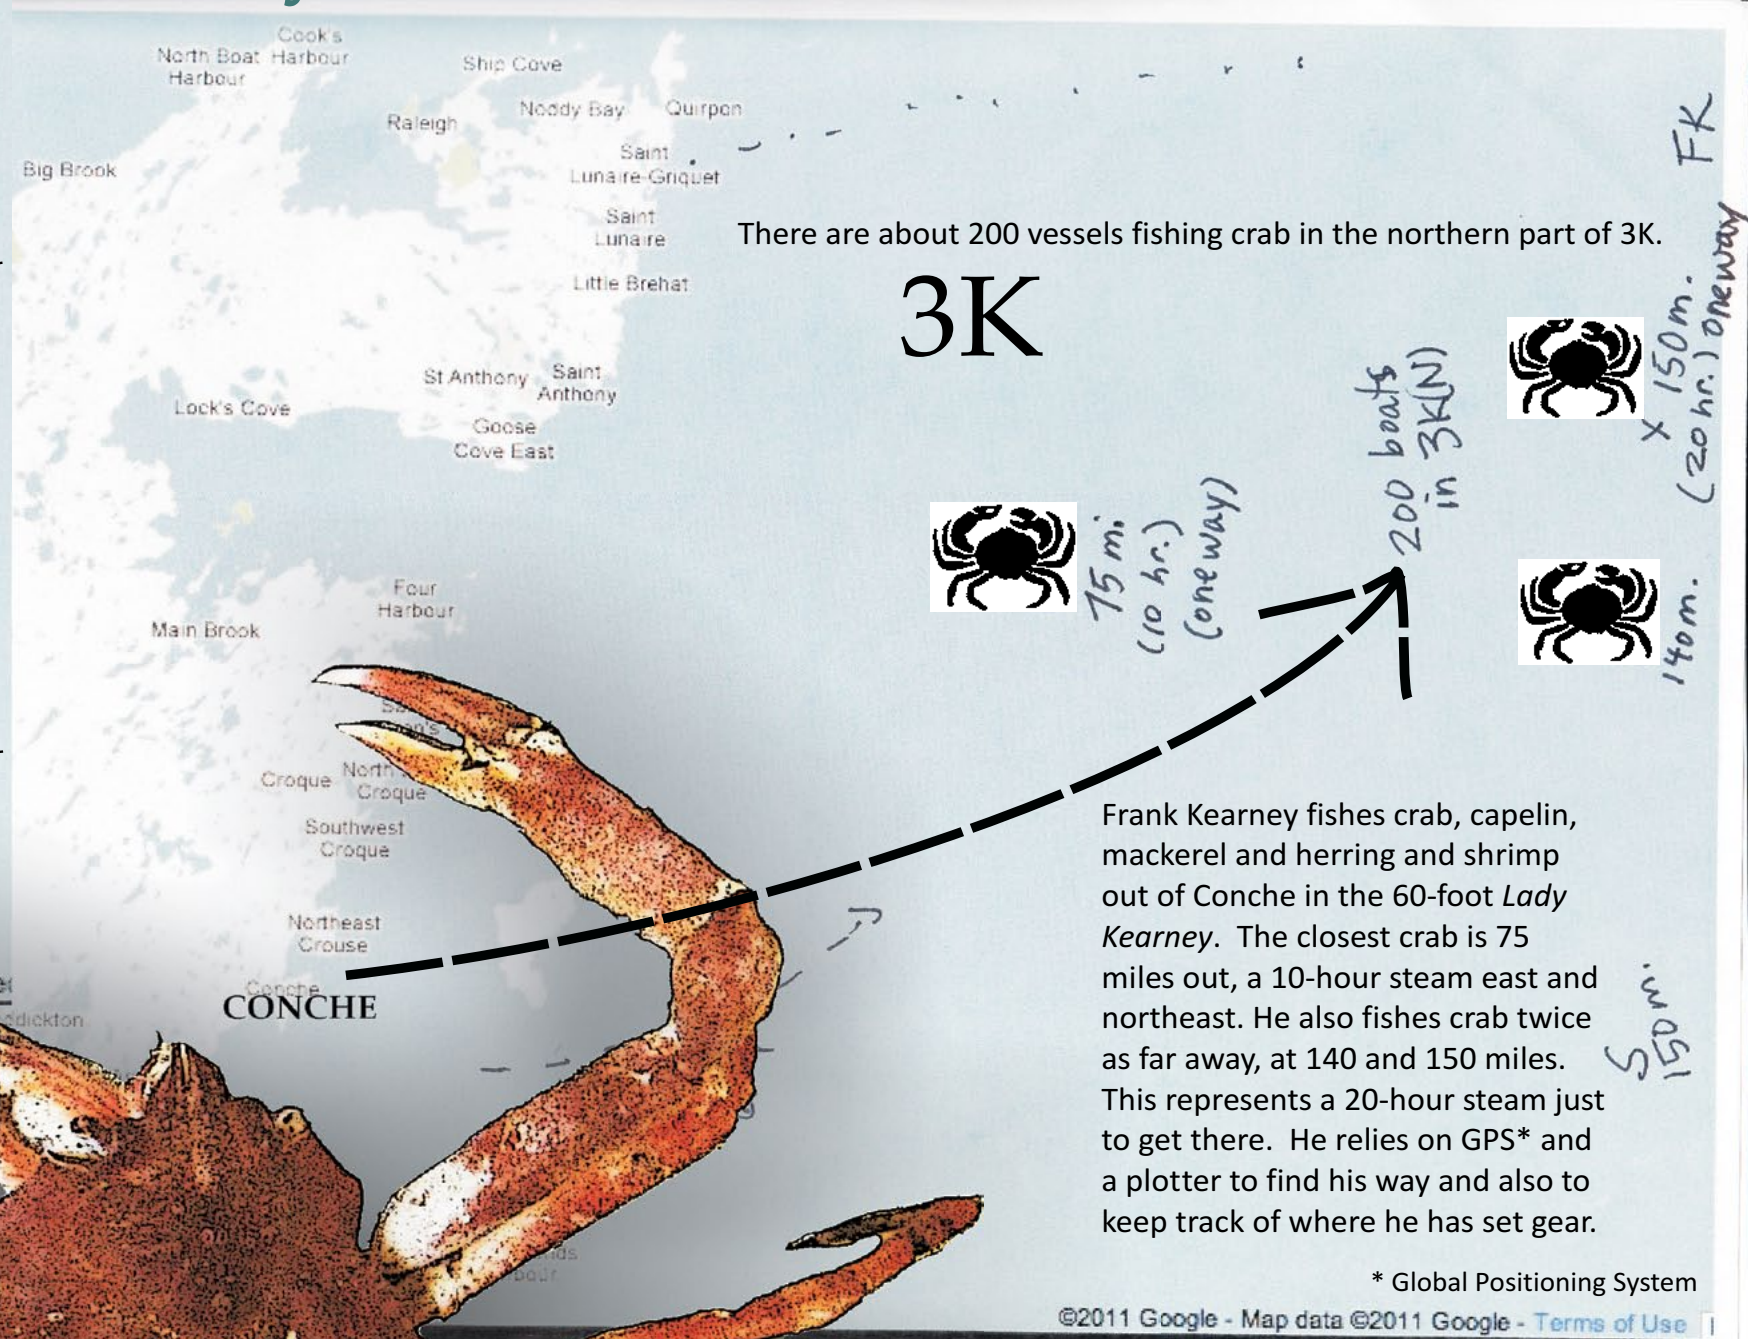 Cook's
North Boat Harbour
Harbour
Ship Cove
Raleigh
Noddy Bay
Quirpon
Big Brook
Saint
Lunaire-Griquet
Saint
Lunaire
Little Brehat
St Anthony
Saint
Anthony
Lock's Cove
Goose
Cove East
There are about 200 vessels fishing crab in the northern part of 3K.
3K
FK
x 150 m.
(20 hr.) one way
200 boats
in 3K(N)
75 mi.
(10 hr.)
(one way)
140 m.
Four
Harbour
Main Brook
Croque
North
Croque
Southwest
Croque
Northeast
Crouse
Conche
CONCHE
Frank Kearney fishes crab, capelin,
mackerel and herring and shrimp
out of Conche in the 60-foot Lady
Kearney. The closest crab is 75
miles out, a 10-hour steam east and
northeast. He also fishes crab twice
as far away, at 140 and 150 miles.
This represents a 20-hour steam just
to get there. He relies on GPS* and
a plotter to find his way and also to
keep track of where he has set gear.
S
150 m.
* Global Positioning System
©2011 Google - Map data ©2011 Google - Terms of Use